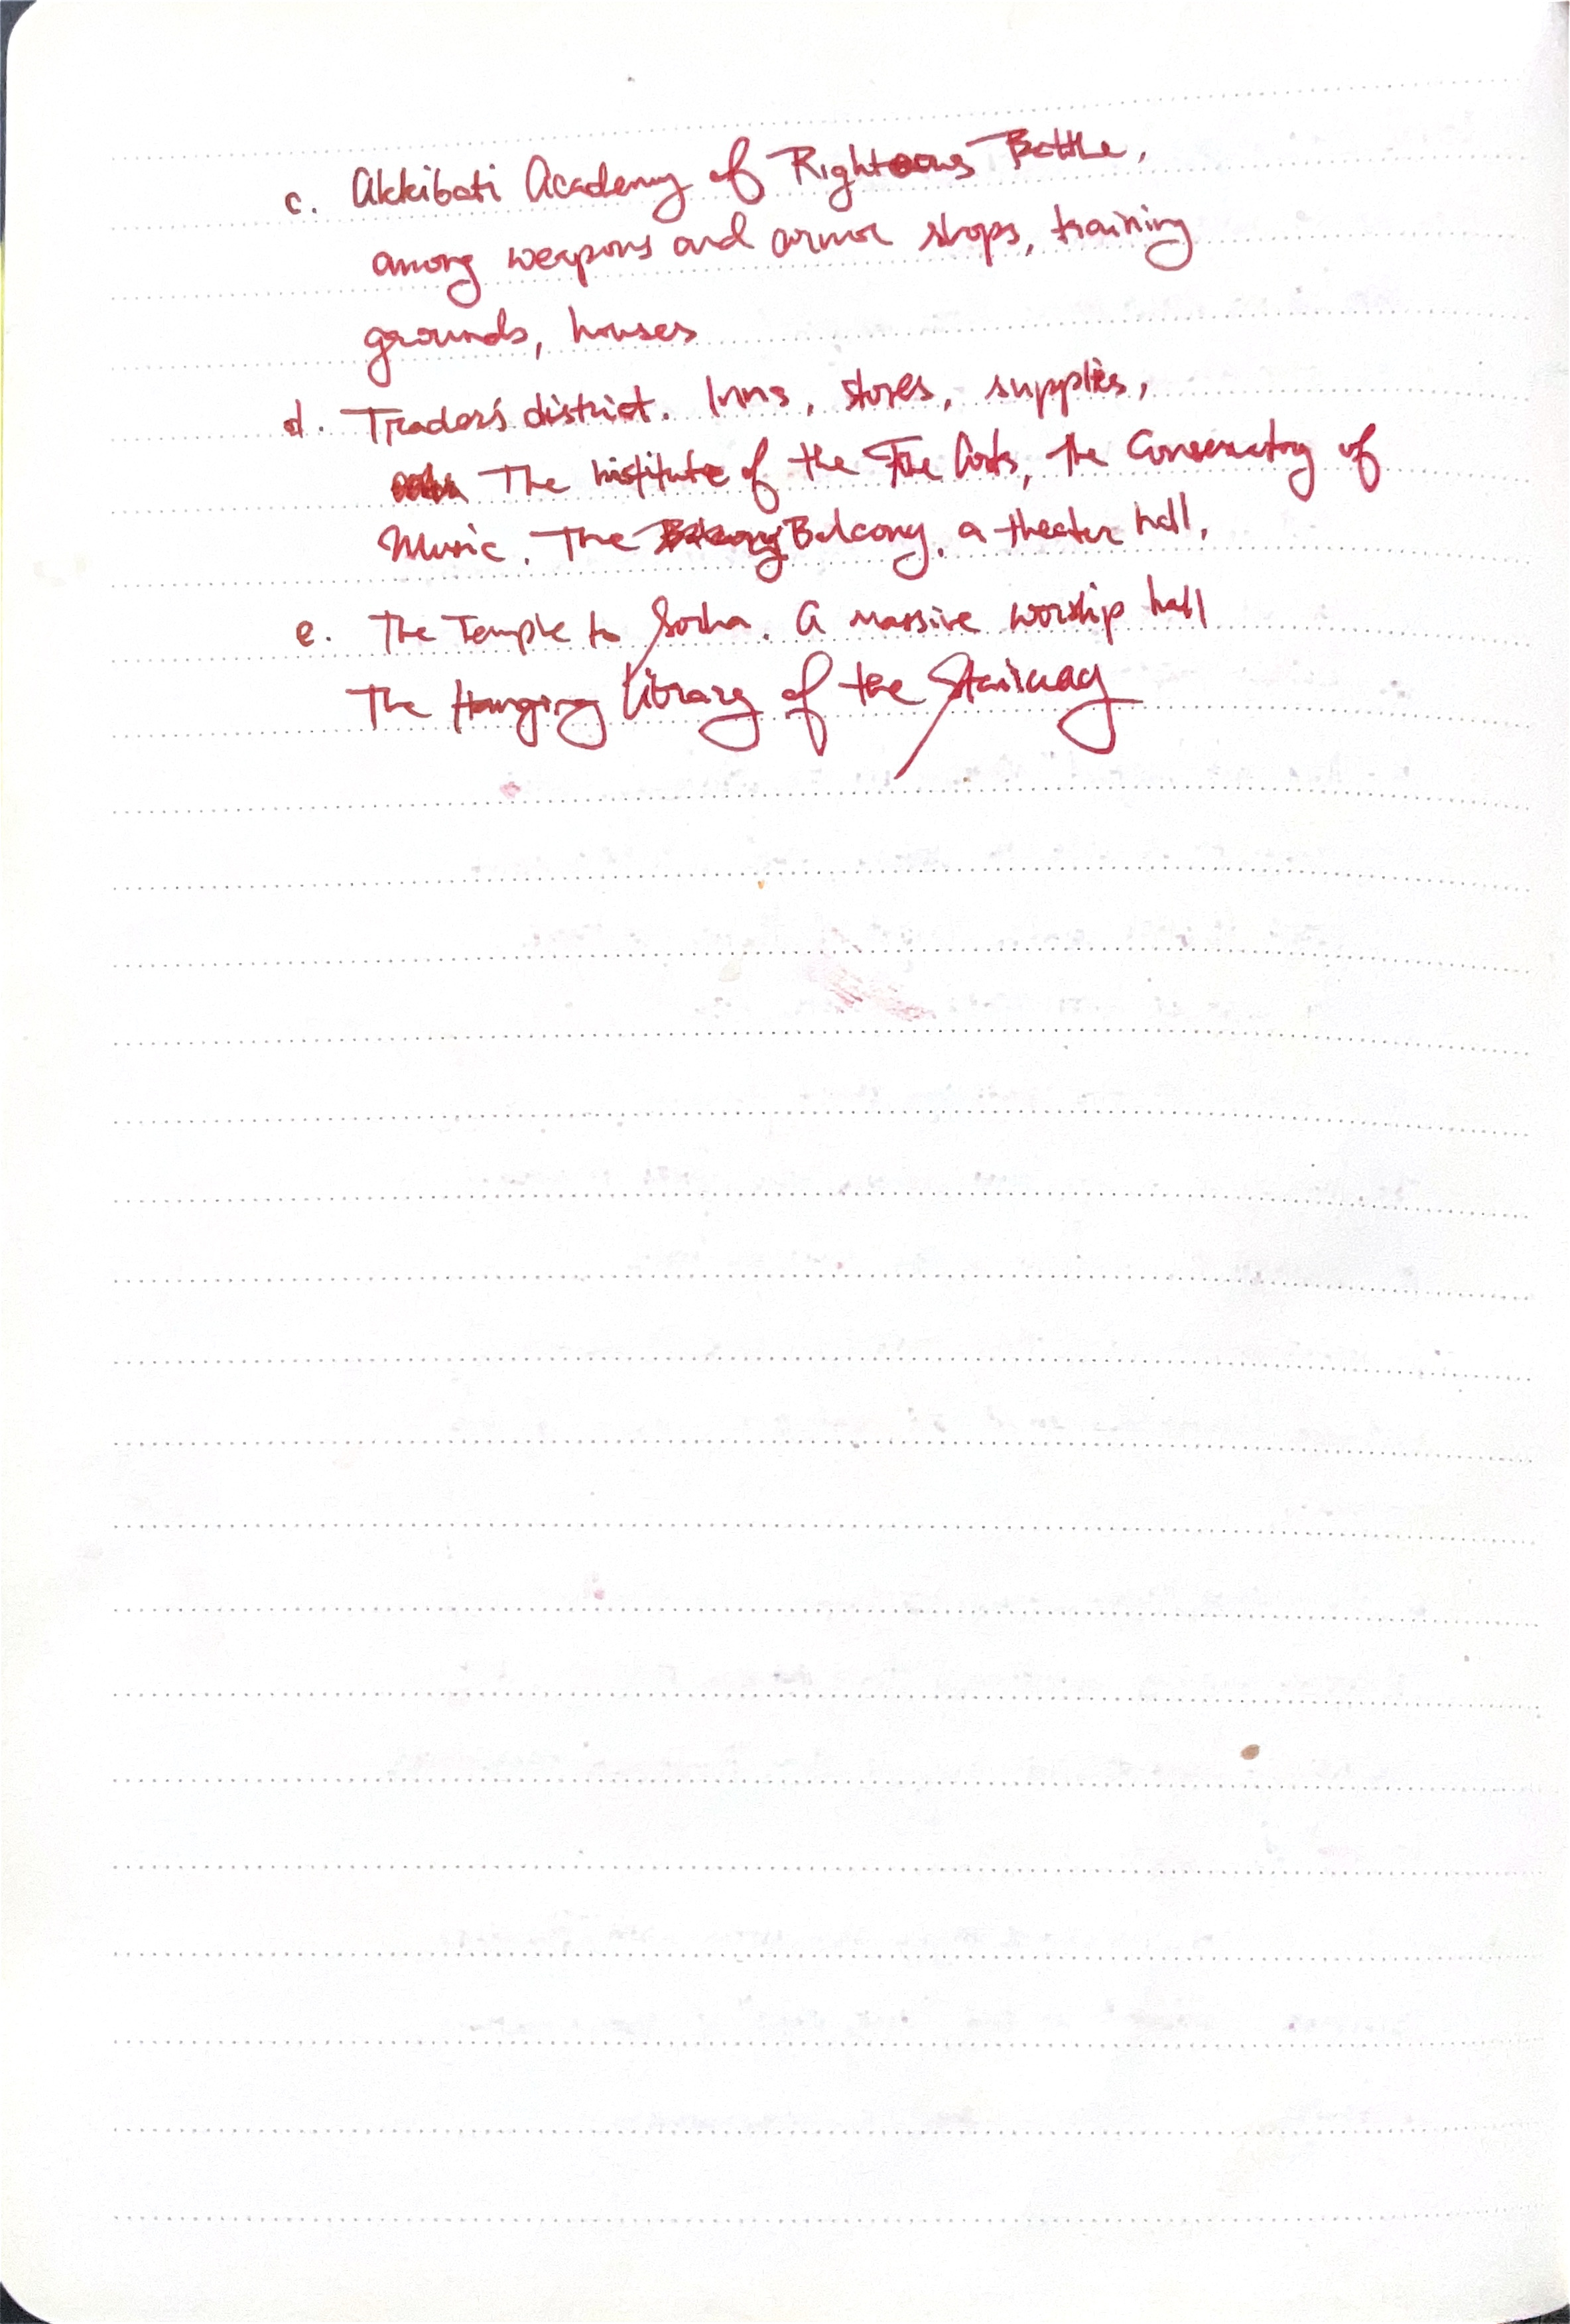 c. Akkibati Academy of Righteous Battle,
among weapons and armor shops, training
grounds, houses
d. Trader's district. Inns, stores, supplies,
The Institute of the Fine Arts, the Conservatory of
Music. The Balcony, a theater hall.
e. The Temple to Sorha. A massive worship hall
The Hanging Library of the Stairway